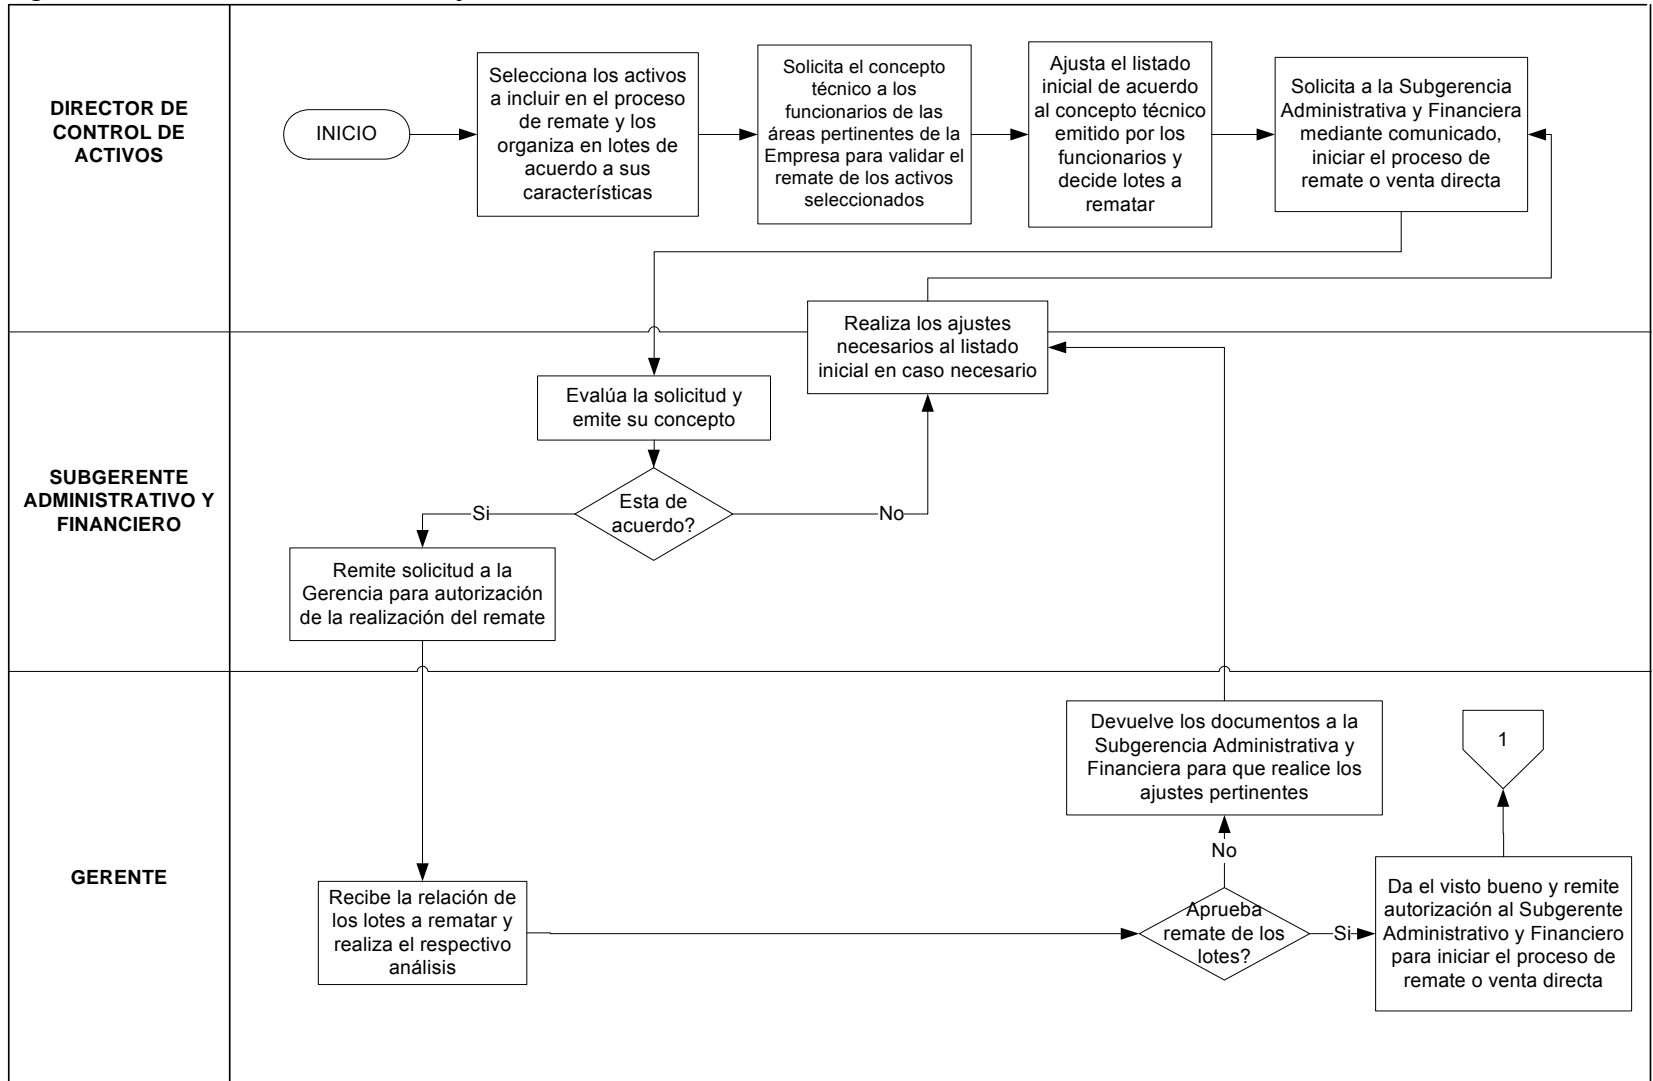 DIRECTOR DE
CONTROL DE
ACTIVOS
INICIO
Selecciona los activos
a incluir en el proceso
de remate y los
organiza en lotes de
acuerdo a sus
características
Solicita el concepto
técnico a los
funcionarios de las
áreas pertinentes de la
Empresa para validar el
remate de los activos
seleccionados
Ajusta el listado
inicial de acuerdo
al concepto técnico
emitido por los
funcionarios y
decide lotes a
rematar
Solicita a la Subgerencia
Administrativa y Financiera
mediante comunicado,
iniciar el proceso de
remate o venta directa
Realiza los ajustes
necesarios al listado
inicial en caso necesario
SUBGERENTE
ADMINISTRATIVO Y
FINANCIERO
Evalúa la solicitud y
emite su concepto
Esta de
acuerdo?
Si
No
Remite solicitud a la
Gerencia para autorización
de la realización del remate
GERENTE
Recibe la relación de
los lotes a rematar y
realiza el respectivo
análisis
Aprueba
remate de los
lotes?
No
Si
Devuelve los documentos a la
Subgerencia Administrativa y
Financiera para que realice los
ajustes pertinentes
Da el visto bueno y remite
autorización al Subgerente
Administrativo y Financiero
para iniciar el proceso de
remate o venta directa
1